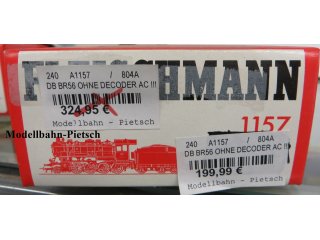 FLEISCHMANN
240 A1157 / 804A
DB BR56 OHNE DECODER AC !!!
324,95 €
Modellbahn - Pietsch
Modellbahn-Pietsch
1157
240 A1157 / 804A
DB BR56 OHNE DECODER AC !!!
199,99 €
Modellbahn - Pietsch